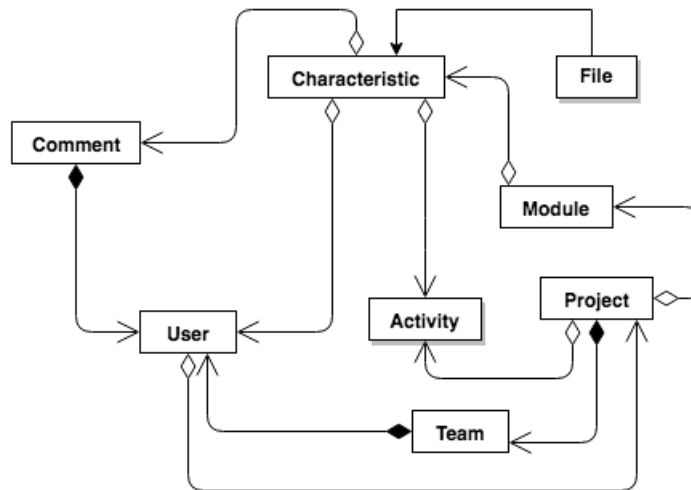 Characteristic
File
Comment
Module
Project
User
Activity
Team